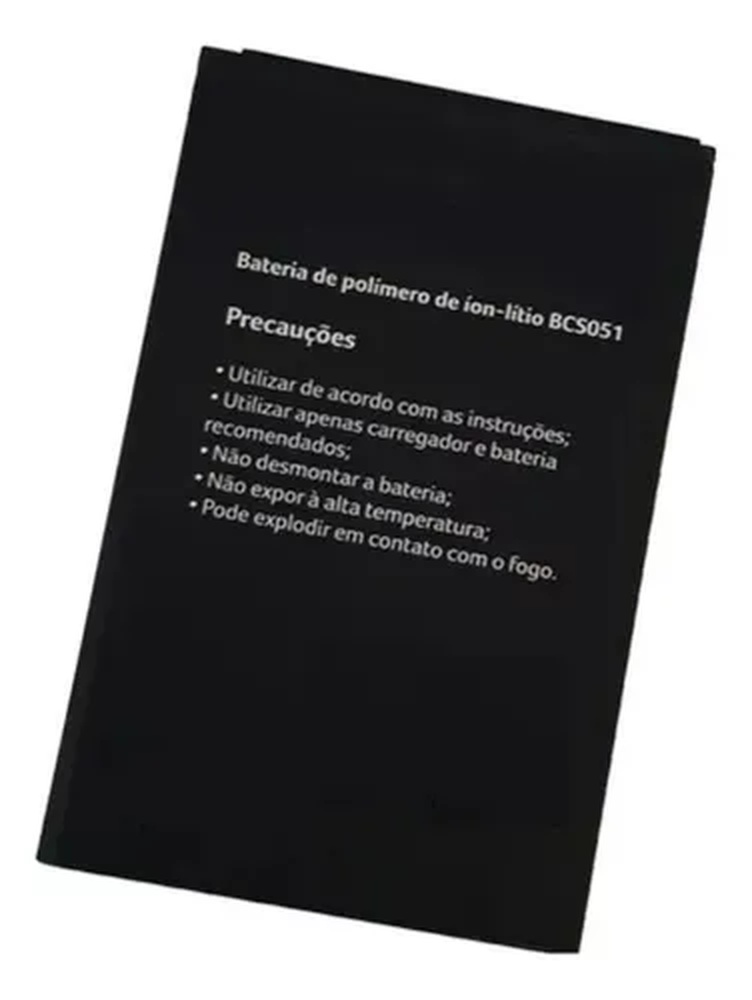 Bateria de polímero de íon-lítio BCS051
Precauções
• Utilizar de acordo com as instruções;
• Utilizar apenas carregador e bateria
recomendados;
• Não desmontar a bateria;
• Não expor à alta temperatura;
• Pode explodir em contato com o fogo.